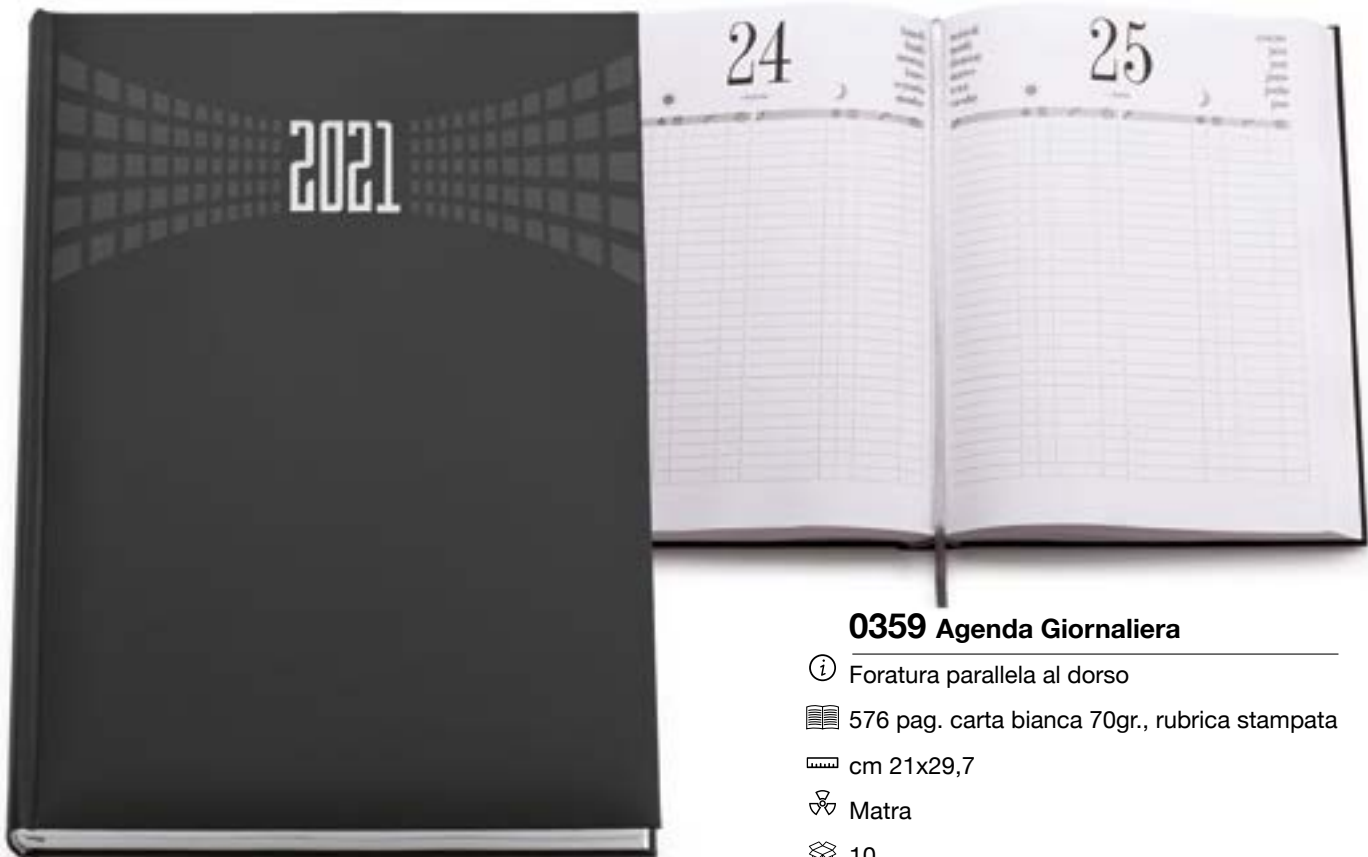 2021
24
25
0359 Agenda Giornaliera
Foratura parallela al dorso
576 pag. carta bianca 70gr., rubrica stampata
cm 21x29,7
Matra
10